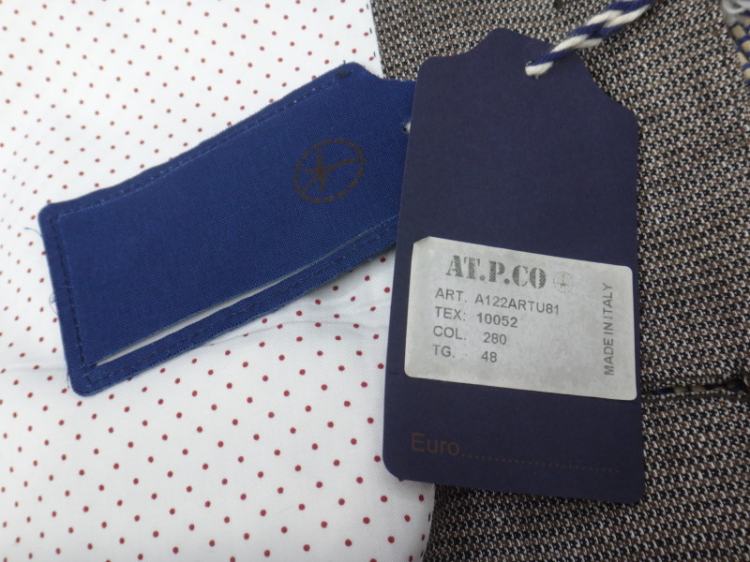 AT.P.CO
ART. A122ARTU81
TEX: 10052
COL. 280
TG. 48
MADE IN ITALY
Euro..............................